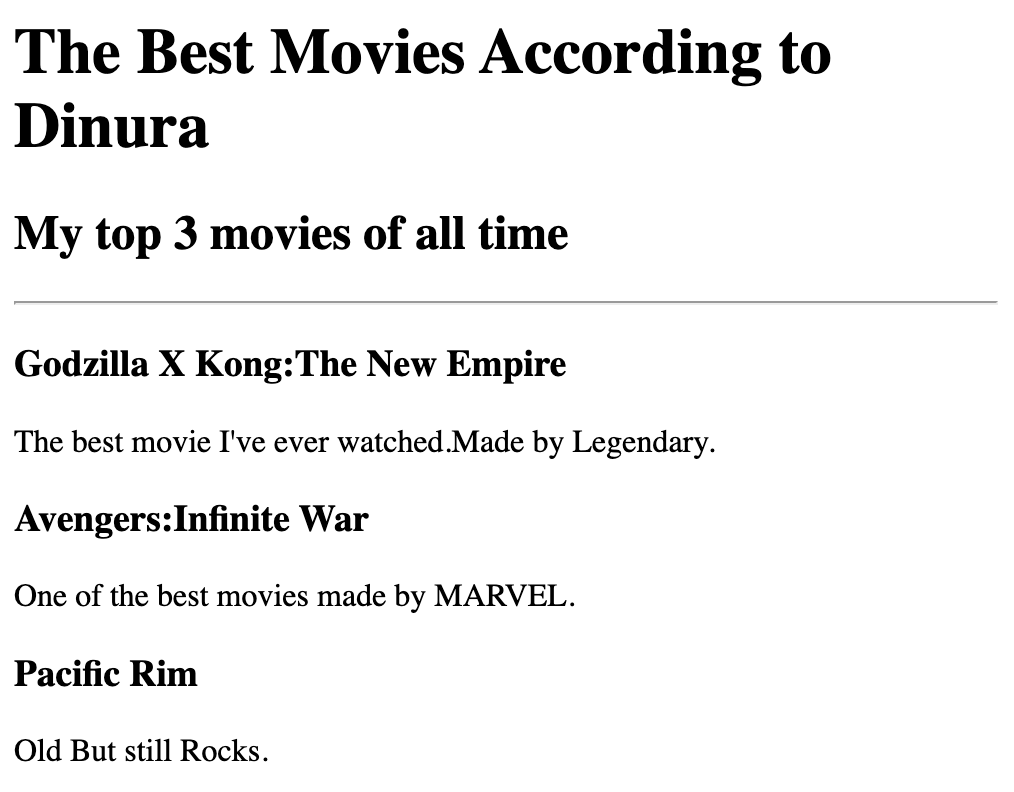 The Best Movies According to
Dinura
My top 3 movies of all time
Godzilla X Kong:The New Empire
The best movie I've ever watched.Made by Legendary.
Avengers:Infinite War
One of the best movies made by MARVEL.
Pacific Rim
Old But still Rocks.